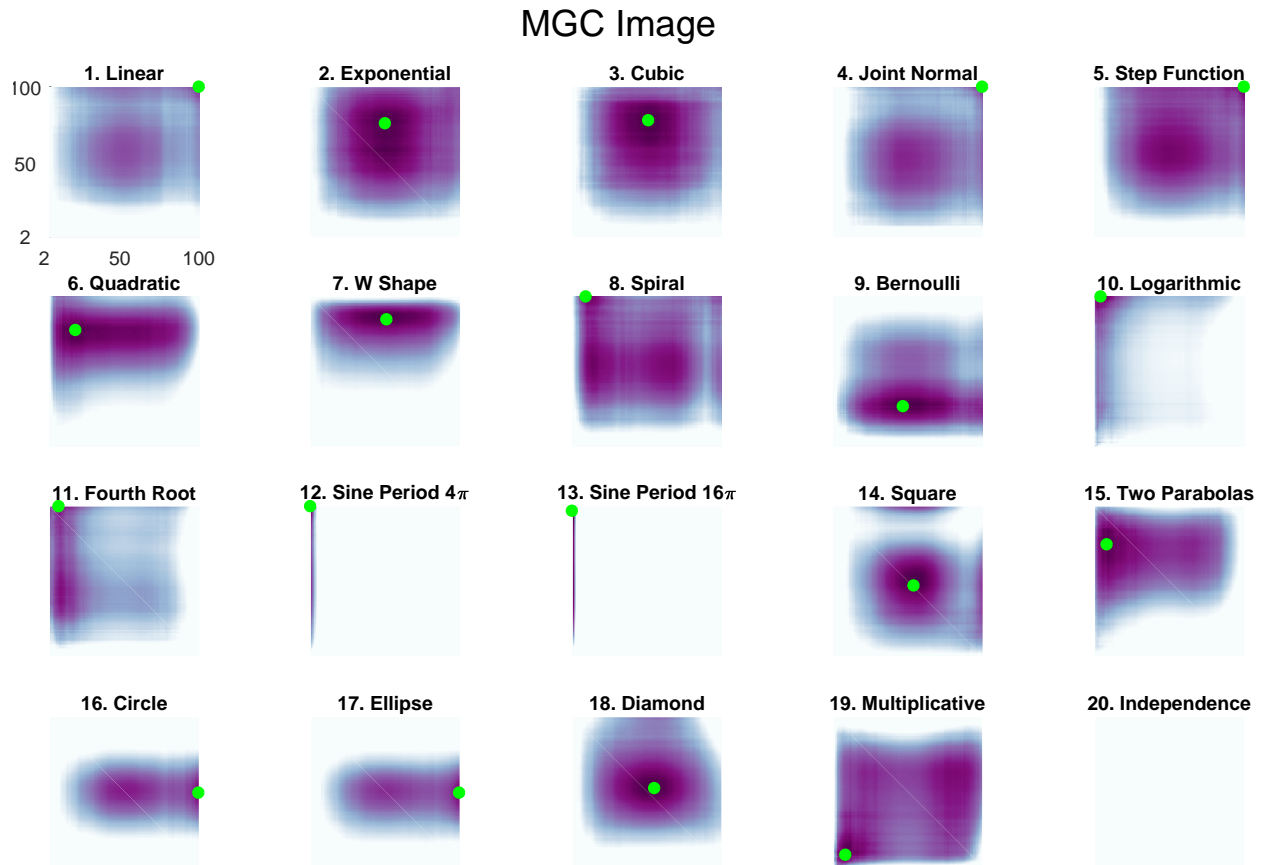 MGC Image
1. Linear
2. Exponential
3. Cubic
4. Joint Normal
5. Step Function
100
50
2
2 50 100
6. Quadratic
7. W Shape
8. Spiral
9. Bernoulli
10. Logarithmic
11. Fourth Root
12. Sine Period 4π
13. Sine Period 16π
14. Square
15. Two Parabolas
16. Circle
17. Ellipse
18. Diamond
19. Multiplicative
20. Independence